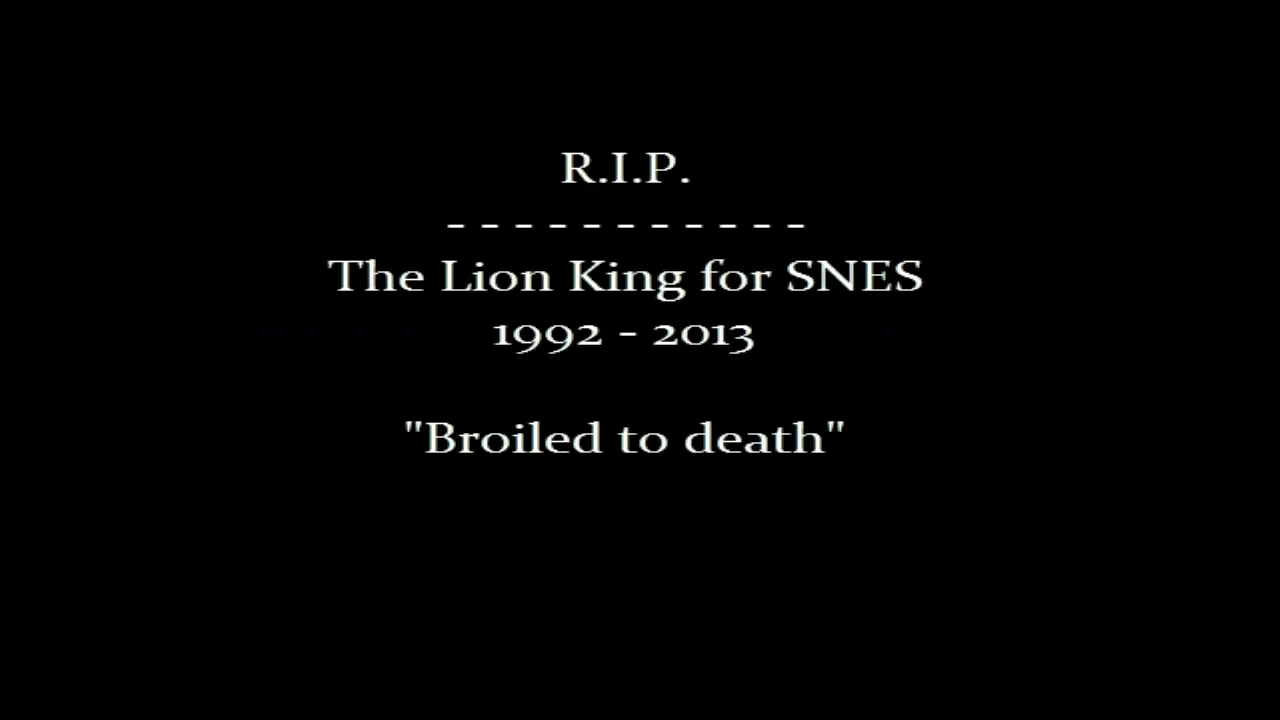 R.I.P.
- - - - - - - - - - -
The Lion King for SNES
1992 - 2013
"Broiled to death"